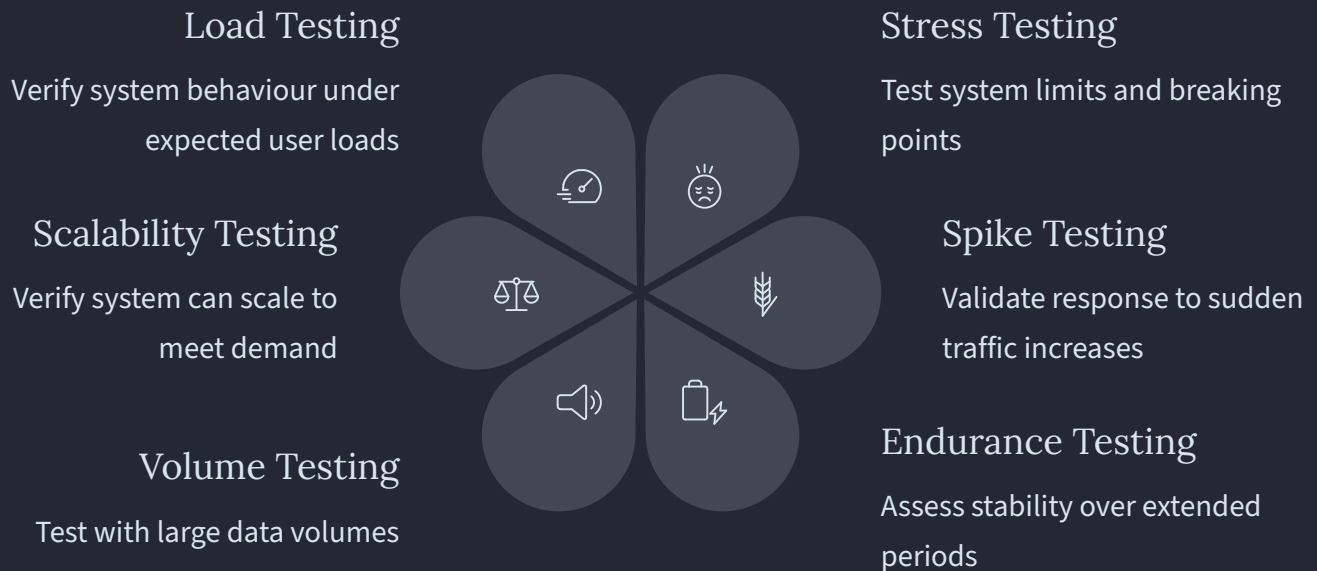 Load Testing
Verify system behaviour under
expected user loads
Stress Testing
Test system limits and breaking
points
Scalability Testing
Verify system can scale to
meet demand
Spike Testing
Validate response to sudden
traffic increases
Volume Testing
Test with large data volumes
Endurance Testing
Assess stability over extended
periods